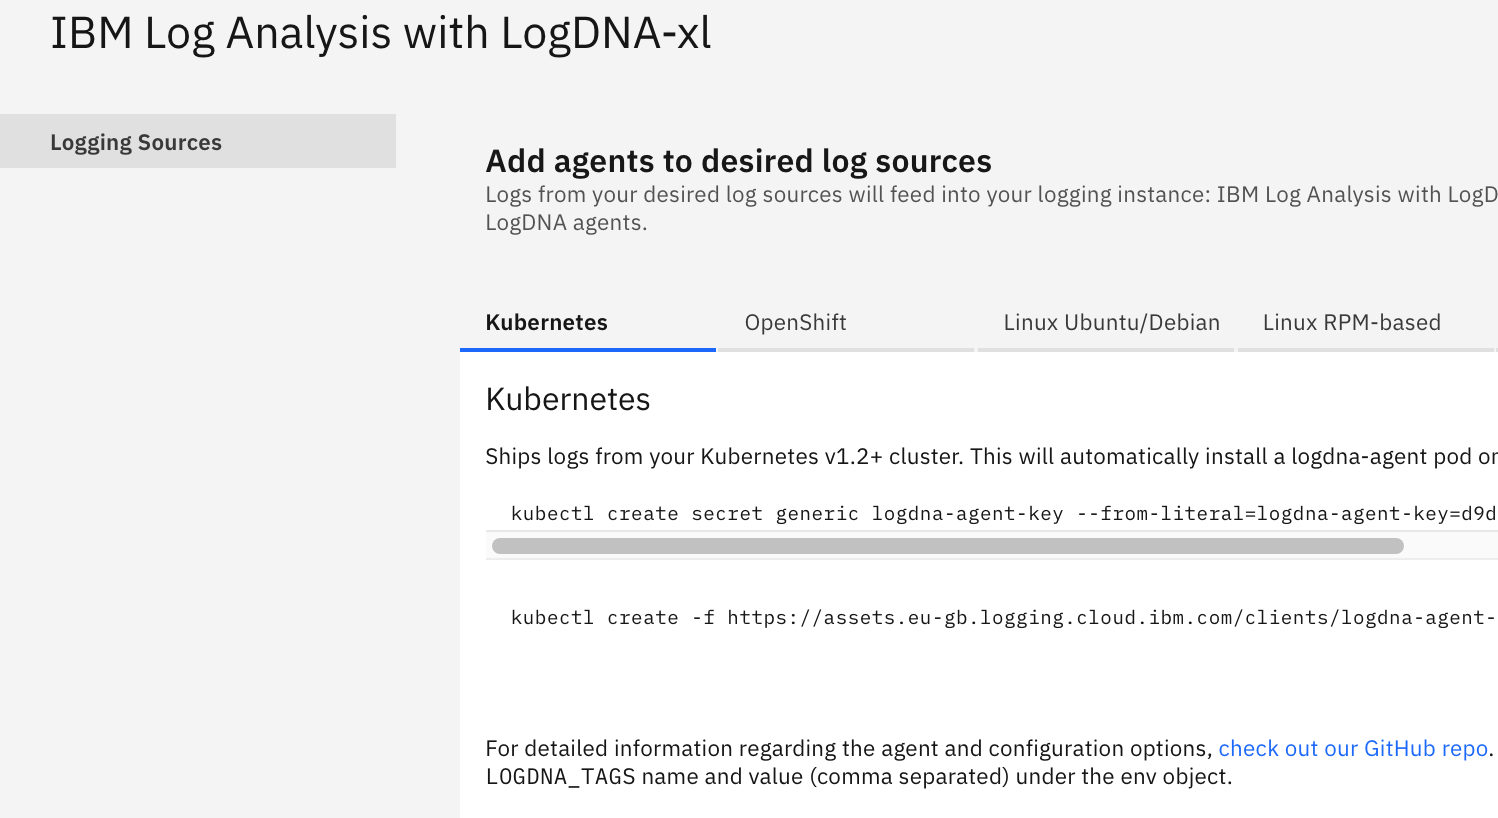 IBM Log Analysis with LogDNA-xl
Logging Sources
Add agents to desired log sources
Logs from your desired log sources will feed into your logging instance: IBM Log Analysis with LogD
LogDNA agents.
Kubernetes OpenShift Linux Ubuntu/Debian Linux RPM-based
Kubernetes
Ships logs from your Kubernetes v1.2+ cluster. This will automatically install a logdna-agent pod or
kubectl create secret generic logdna-agent-key --from-literal=logdna-agent-key=d9d
kubectl create -f https://assets.eu-gb.logging.cloud.ibm.com/clients/logdna-agent-
For detailed information regarding the agent and configuration options, check out our GitHub repo.
LOGDNA_TAGS name and value (comma separated) under the env object.